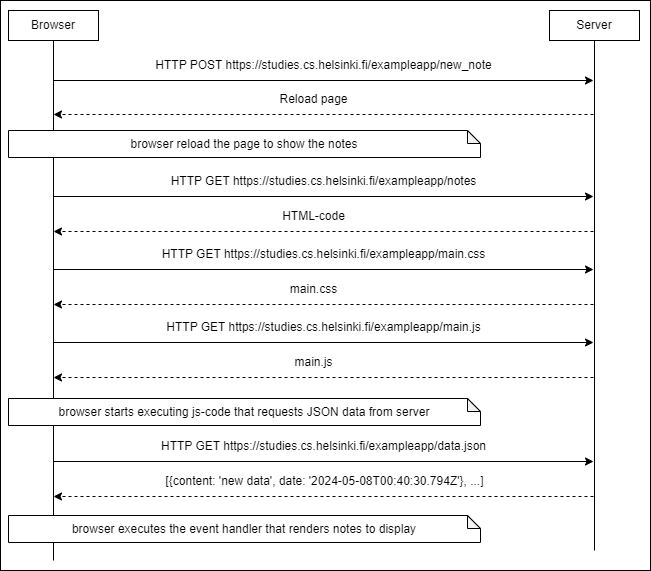 Browser
Server
HTTP POST https://studies.cs.helsinki.fi/exampleapp/new_note
Reload page
browser reload the page to show the notes
HTTP GET https://studies.cs.helsinki.fi/exampleapp/notes
HTML-code
HTTP GET https://studies.cs.helsinki.fi/exampleapp/main.css
main.css
HTTP GET https://studies.cs.helsinki.fi/exampleapp/main.js
main.js
browser starts executing js-code that requests JSON data from server
HTTP GET https://studies.cs.helsinki.fi/exampleapp/data.json
[{content: 'new data', date: '2024-05-08T00:40:30.794Z'}, ...]
browser executes the event handler that renders notes to display